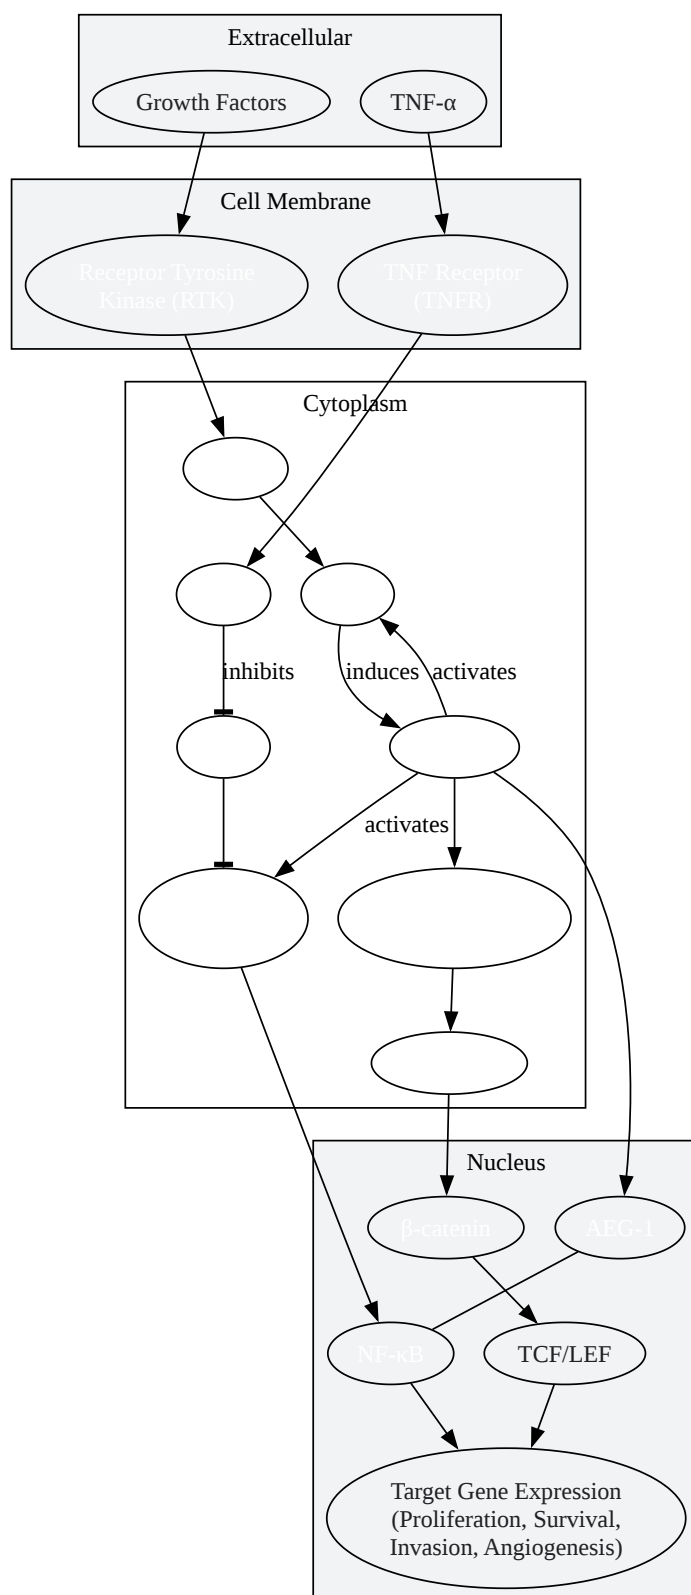 Extracellular
Growth Factors
TNF-α
Cell Membrane
Receptor Tyrosine
Kinase (RTK)
TNF Receptor
(TNFR)
Cytoplasm
inhibits
induces
activates
activates
Nucleus
β-catenin
AEG-1
NF-κB
TCF/LEF
Target Gene Expression
(Proliferation, Survival,
Invasion, Angiogenesis)